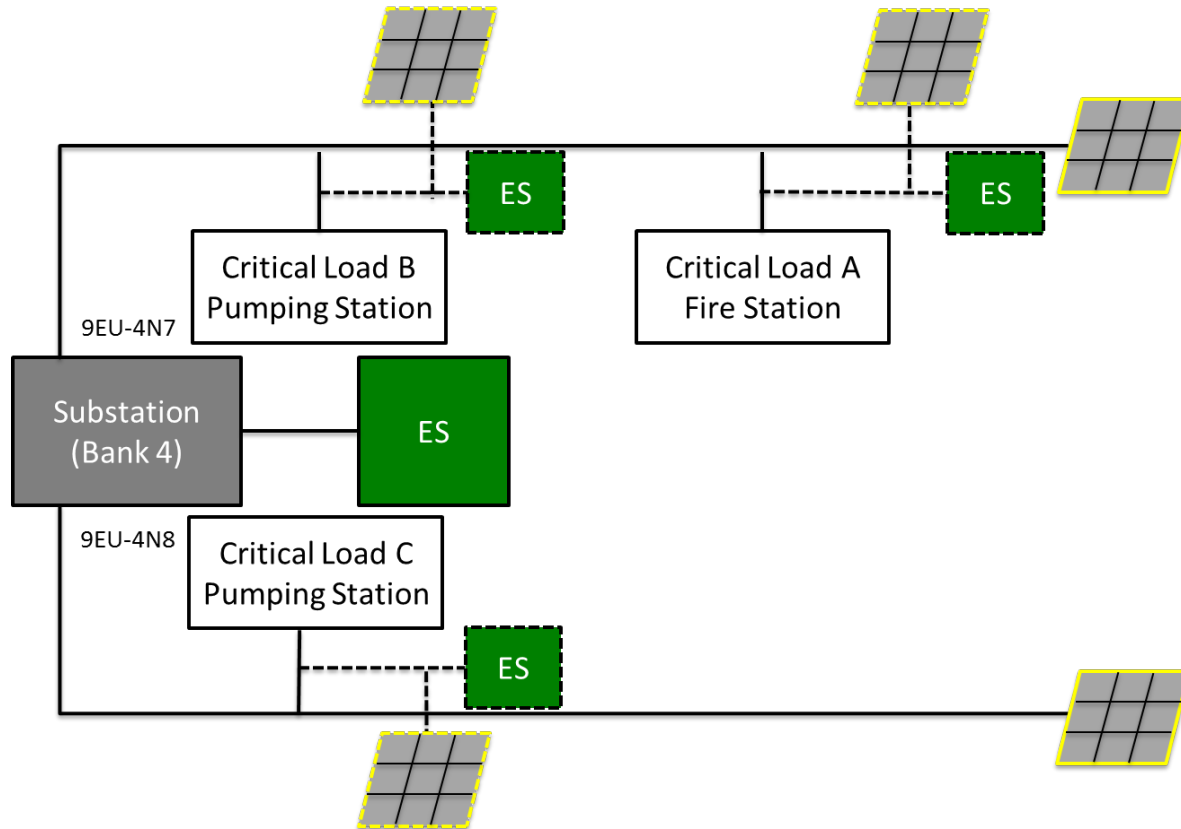 ES
ES
Critical Load B
Pumping Station
Critical Load A
Fire Station
9EU-4N7
Substation
(Bank 4)
ES
9EU-4N8
Critical Load C
Pumping Station
ES